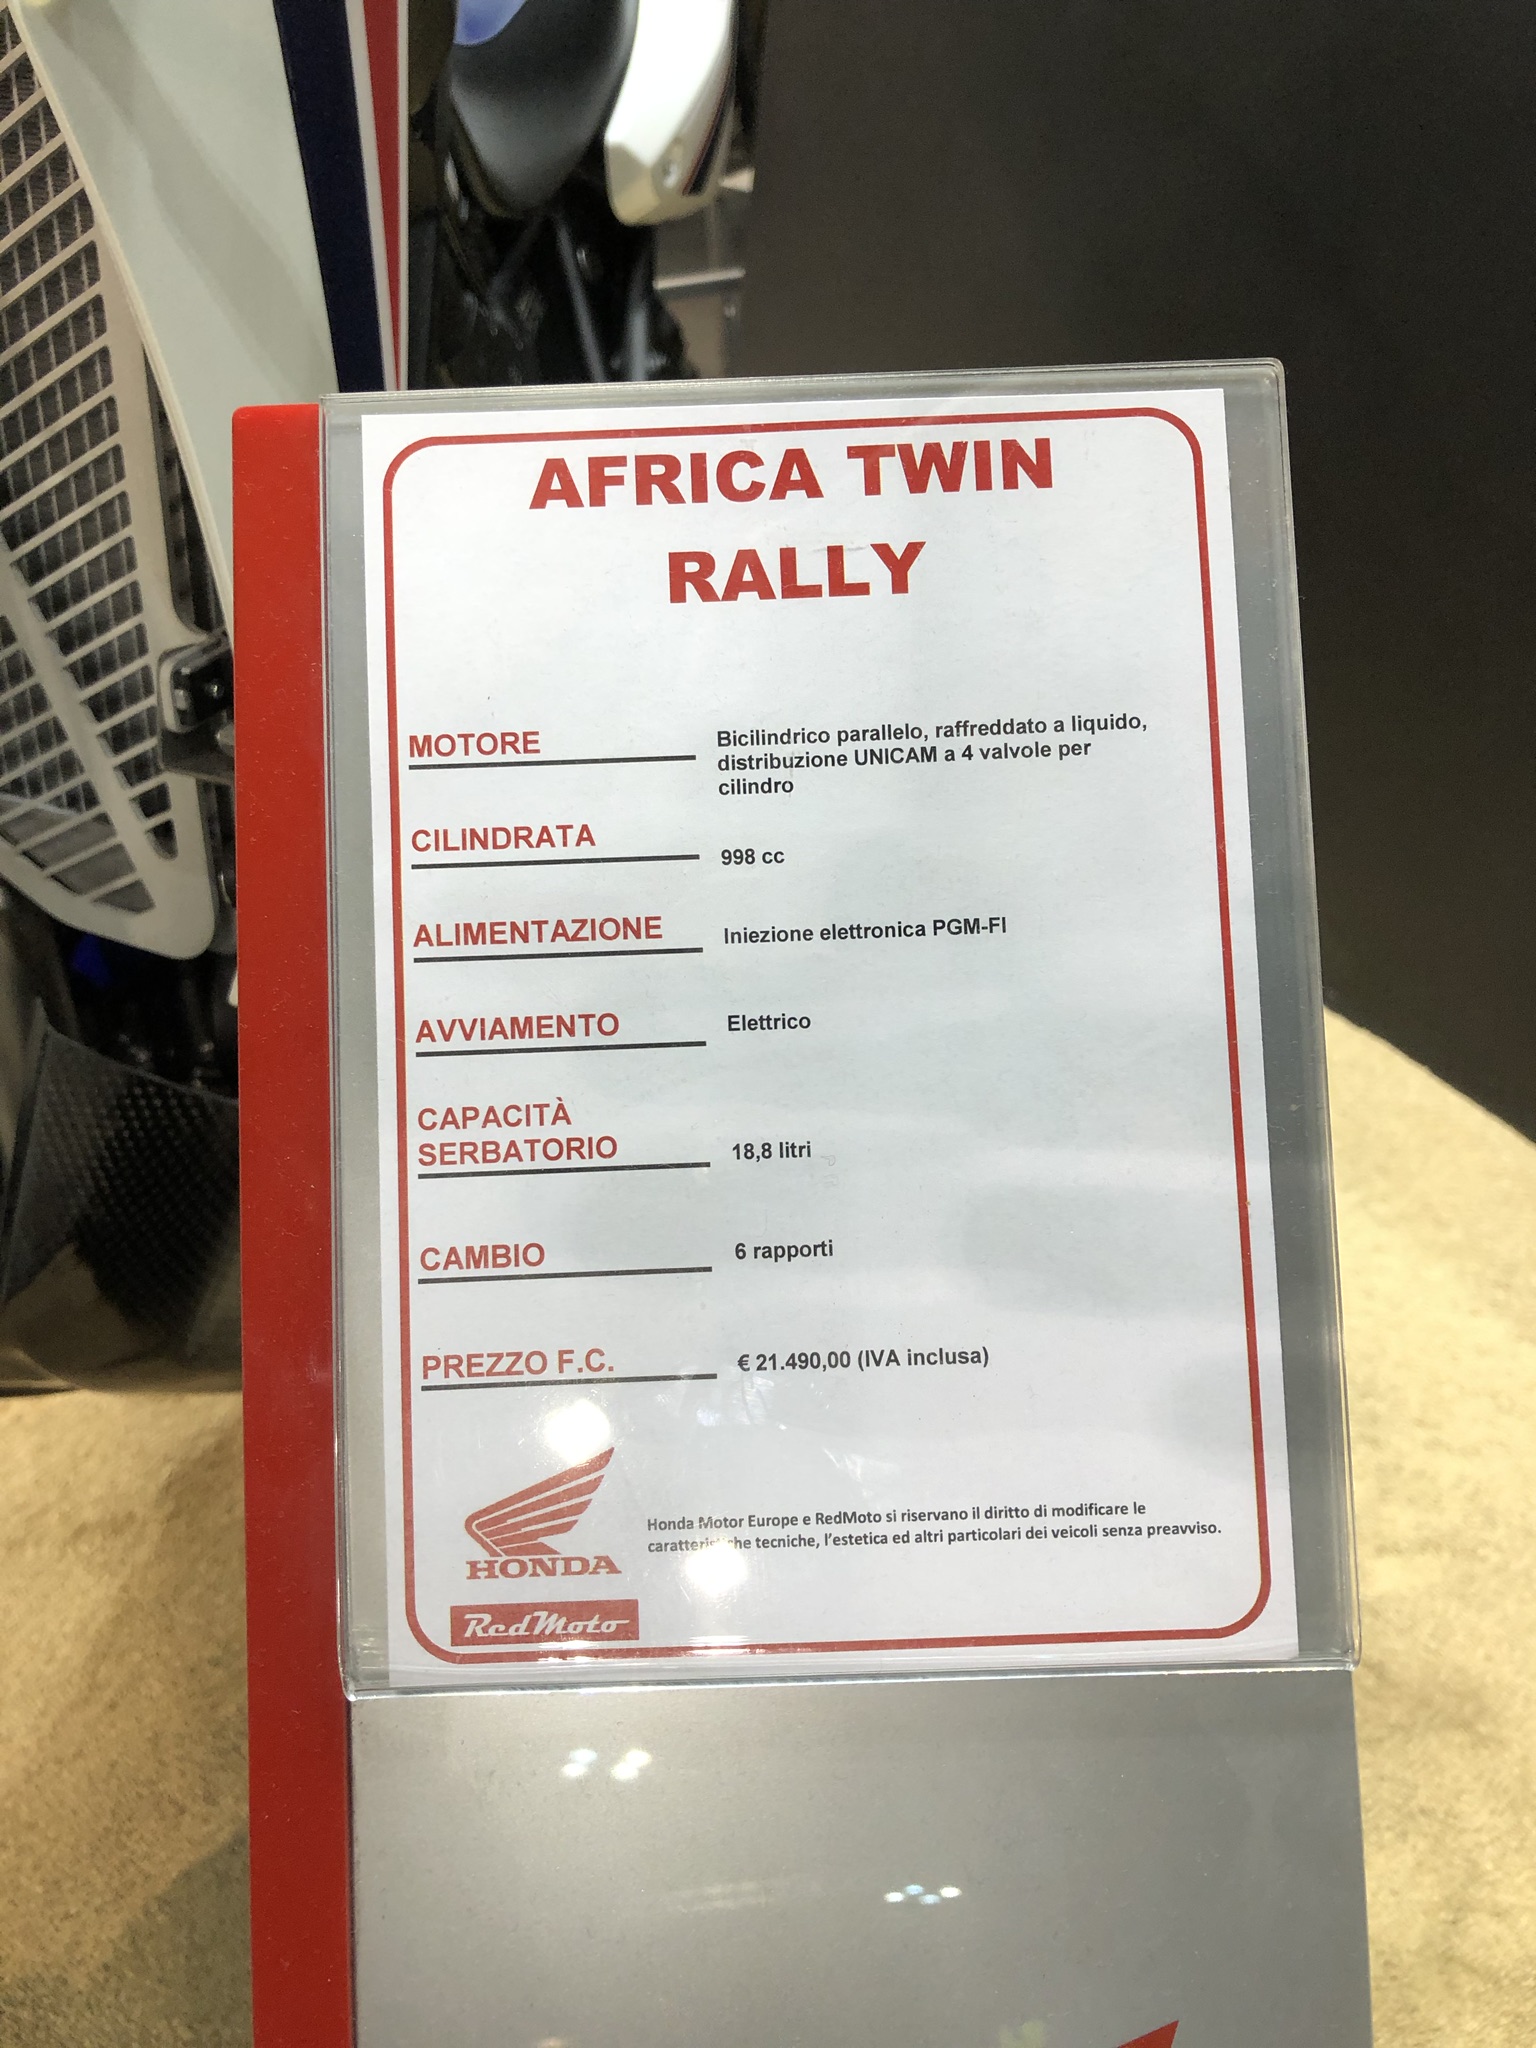 AFRICA TWIN
RALLY
MOTORE
Bicilindrico parallelo, raffreddato a liquido,
distribuzione UNICAM a 4 valvole per
cilindro
CILINDRATA
998 cc
ALIMENTAZIONE
Iniezione elettronica PGM-FI
AVVIAMENTO
Elettrico
CAPACITÀ
SERBATORIO
18,8 litri
CAMBIO
6 rapporti
PREZZO F.C.
€ 21.490,00 (IVA inclusa)
Honda Motor Europe e RedMoto si riservano il diritto di modificare le
caratteristiche tecniche, l'estetica ed altri particolari dei veicoli senza preavviso.
HONDA
RedMoto